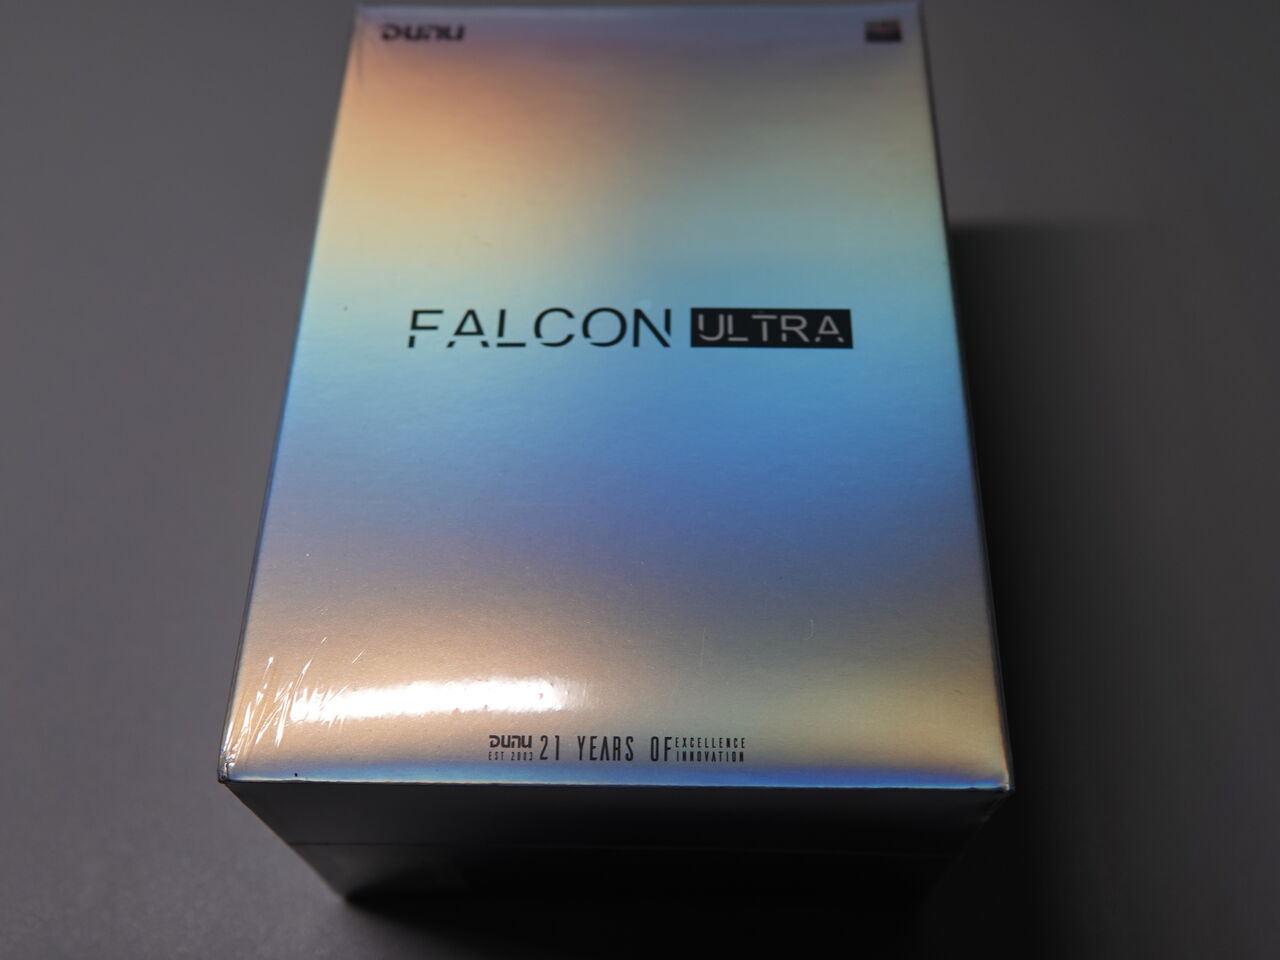 DUNU
FALCON ULTRA
DUNU 21 YEARS OF EXCELLENCE
EST 2003 INNOVATION